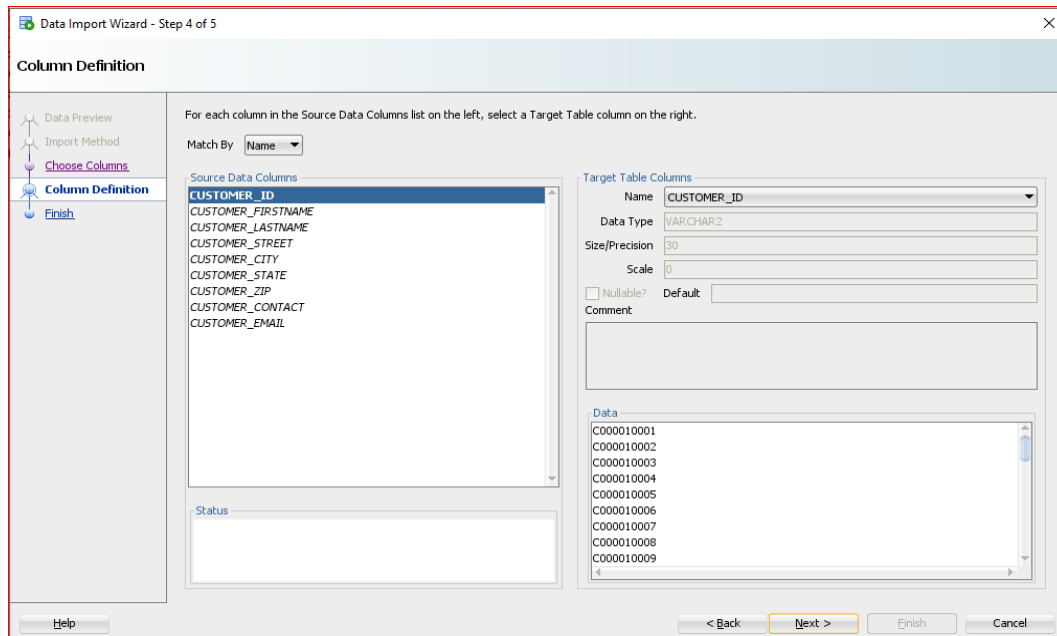 Data Import Wizard - Step 4 of 5
Column Definition
Data Preview
Import Method
Choose Columns
Column Definition
Finish
For each column in the Source Data Columns list on the left, select a Target Table column on the right.
Match By Name
Source Data Columns
CUSTOMER_ID
CUSTOMER_FIRSTNAME
CUSTOMER_LASTNAME
CUSTOMER_STREET
CUSTOMER_CITY
CUSTOMER_STATE
CUSTOMER_ZIP
CUSTOMER_CONTACT
CUSTOMER_EMAIL
Status
Target Table Columns
Name CUSTOMER_ID
Data Type VARCHAR2
Size/Precision 30
Scale 0
Nullable? Default
Comment
Data
C000010001
C000010002
C000010003
C000010004
C000010005
C000010006
C000010007
C000010008
C000010009
Help
< Back
Next >
Finish
Cancel